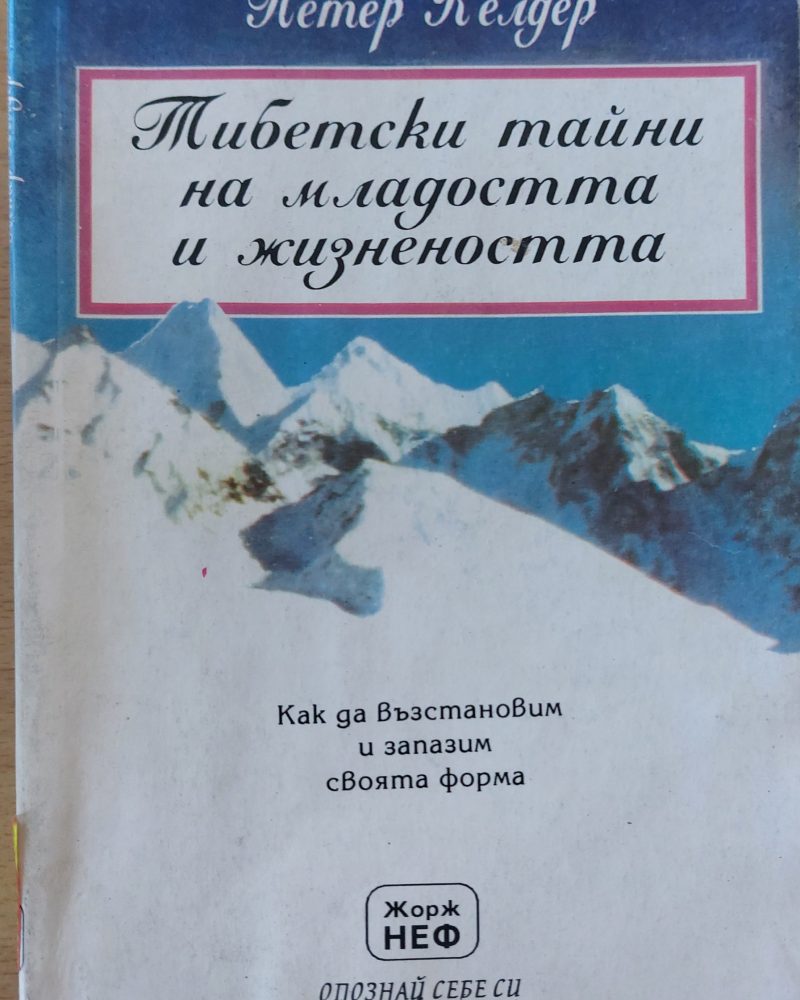 Петер Келдер
Тибетски тайни
на младостта
и жизнеността
Как да възстановим
и запазим
своята форма
Жорж
НЕФ
ОПОЗНАЙ СЕБЕ СИ